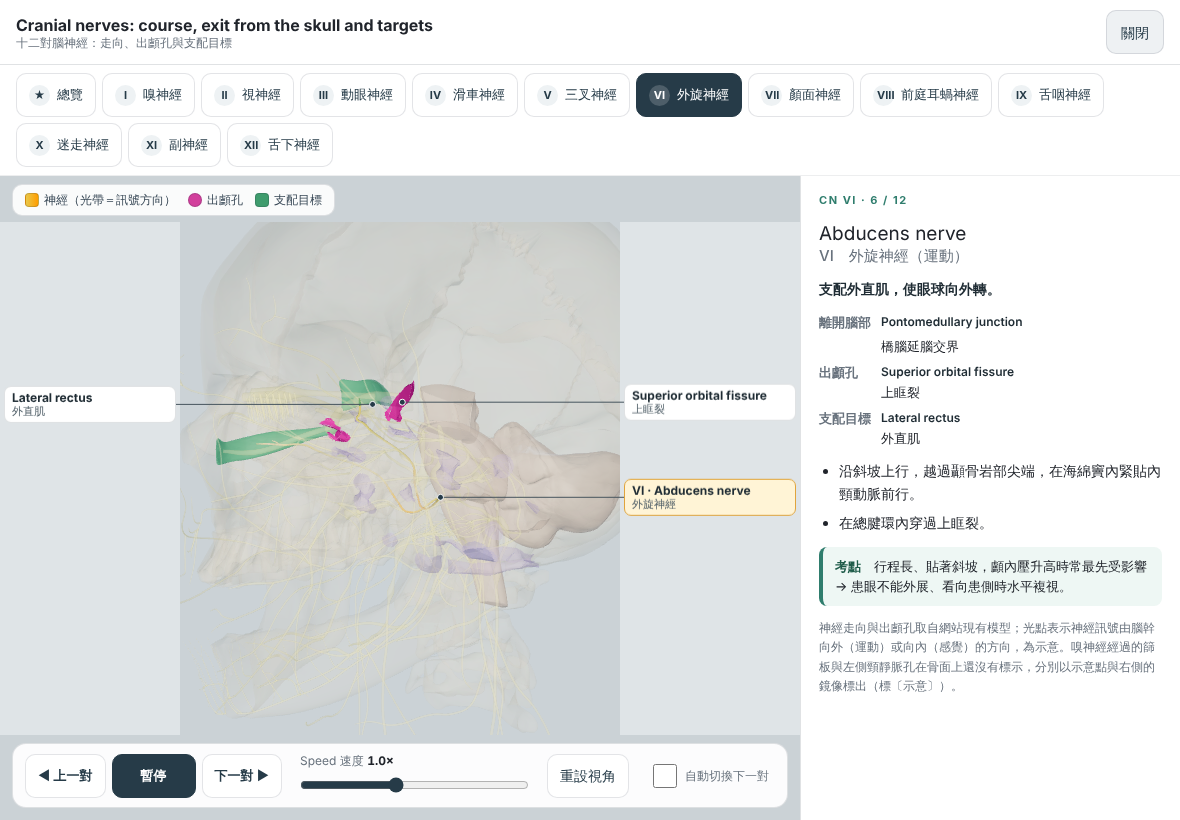 Cranial nerves: course, exit from the skull and targets
十二對腦神經：走向、出顱孔與支配目標
關閉
★ 總覽
I 嗅神經
II 視神經
III 動眼神經
IV 滑車神經
V 三叉神經
VI 外旋神經
VII 顏面神經
VIII 前庭耳蝸神經
IX 舌咽神經
X 迷走神經
XI 副神經
XII 舌下神經
神經（光帶＝訊號方向）
出顱孔
支配目標
Lateral rectus
外直肌
Superior orbital fissure
上眶裂
VI · Abducens nerve
外旋神經
◀ 上一對
暫停
下一對 ▶
Speed 速度 1.0×
重設視角
自動切換下一對
CN VI · 6 / 12
Abducens nerve
VI 外旋神經（運動）
支配外直肌，使眼球向外轉。
離開腦部 Pontomedullary junction
橋腦延腦交界
出顱孔 Superior orbital fissure
上眶裂
支配目標 Lateral rectus
外直肌
• 沿斜坡上行，越過顳骨岩部尖端，在海綿竇內緊貼內
頸動脈前行。
• 在總腱環內穿過上眶裂。
考點 行程長、貼著斜坡，顱內壓升高時常最先受影響
→ 患眼不能外展、看向患側時水平複視。
神經走向與出顱孔取自網站現有模型；光點表示神經訊號由腦幹
向外（運動）或向內（感覺）的方向，為示意。嗅神經經過的篩
板與左側頸靜脈孔在骨面上還沒有標示，分別以示意點與右側的
鏡像標出（標〔示意〕）。